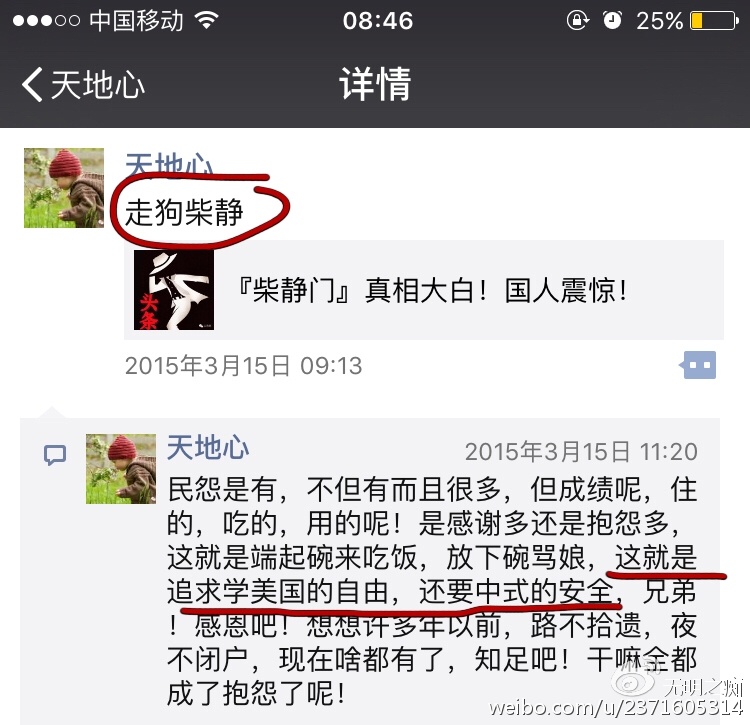 中国移动
08:46
25%
天地心
详情
天地心
走狗柴静
头条
『柴静门』真相大白！国人震惊！
2015年3月15日 09:13
天地心
2015年3月15日 11:20
民怨是有，不但有而且很多，但成绩呢，住
的，吃的，用的呢！是感谢多还是抱怨多，
这就是端起碗来吃饭，放下碗骂娘，这就是
追求学美国的自由，还要中式的安全，兄弟
！感恩吧！想想许多年以前，路不拾遗，夜
不闭户，现在啥都有了，知足吧！干嘛全都
成了抱怨了呢！
无明之痴
weibo.com/u/2371605314